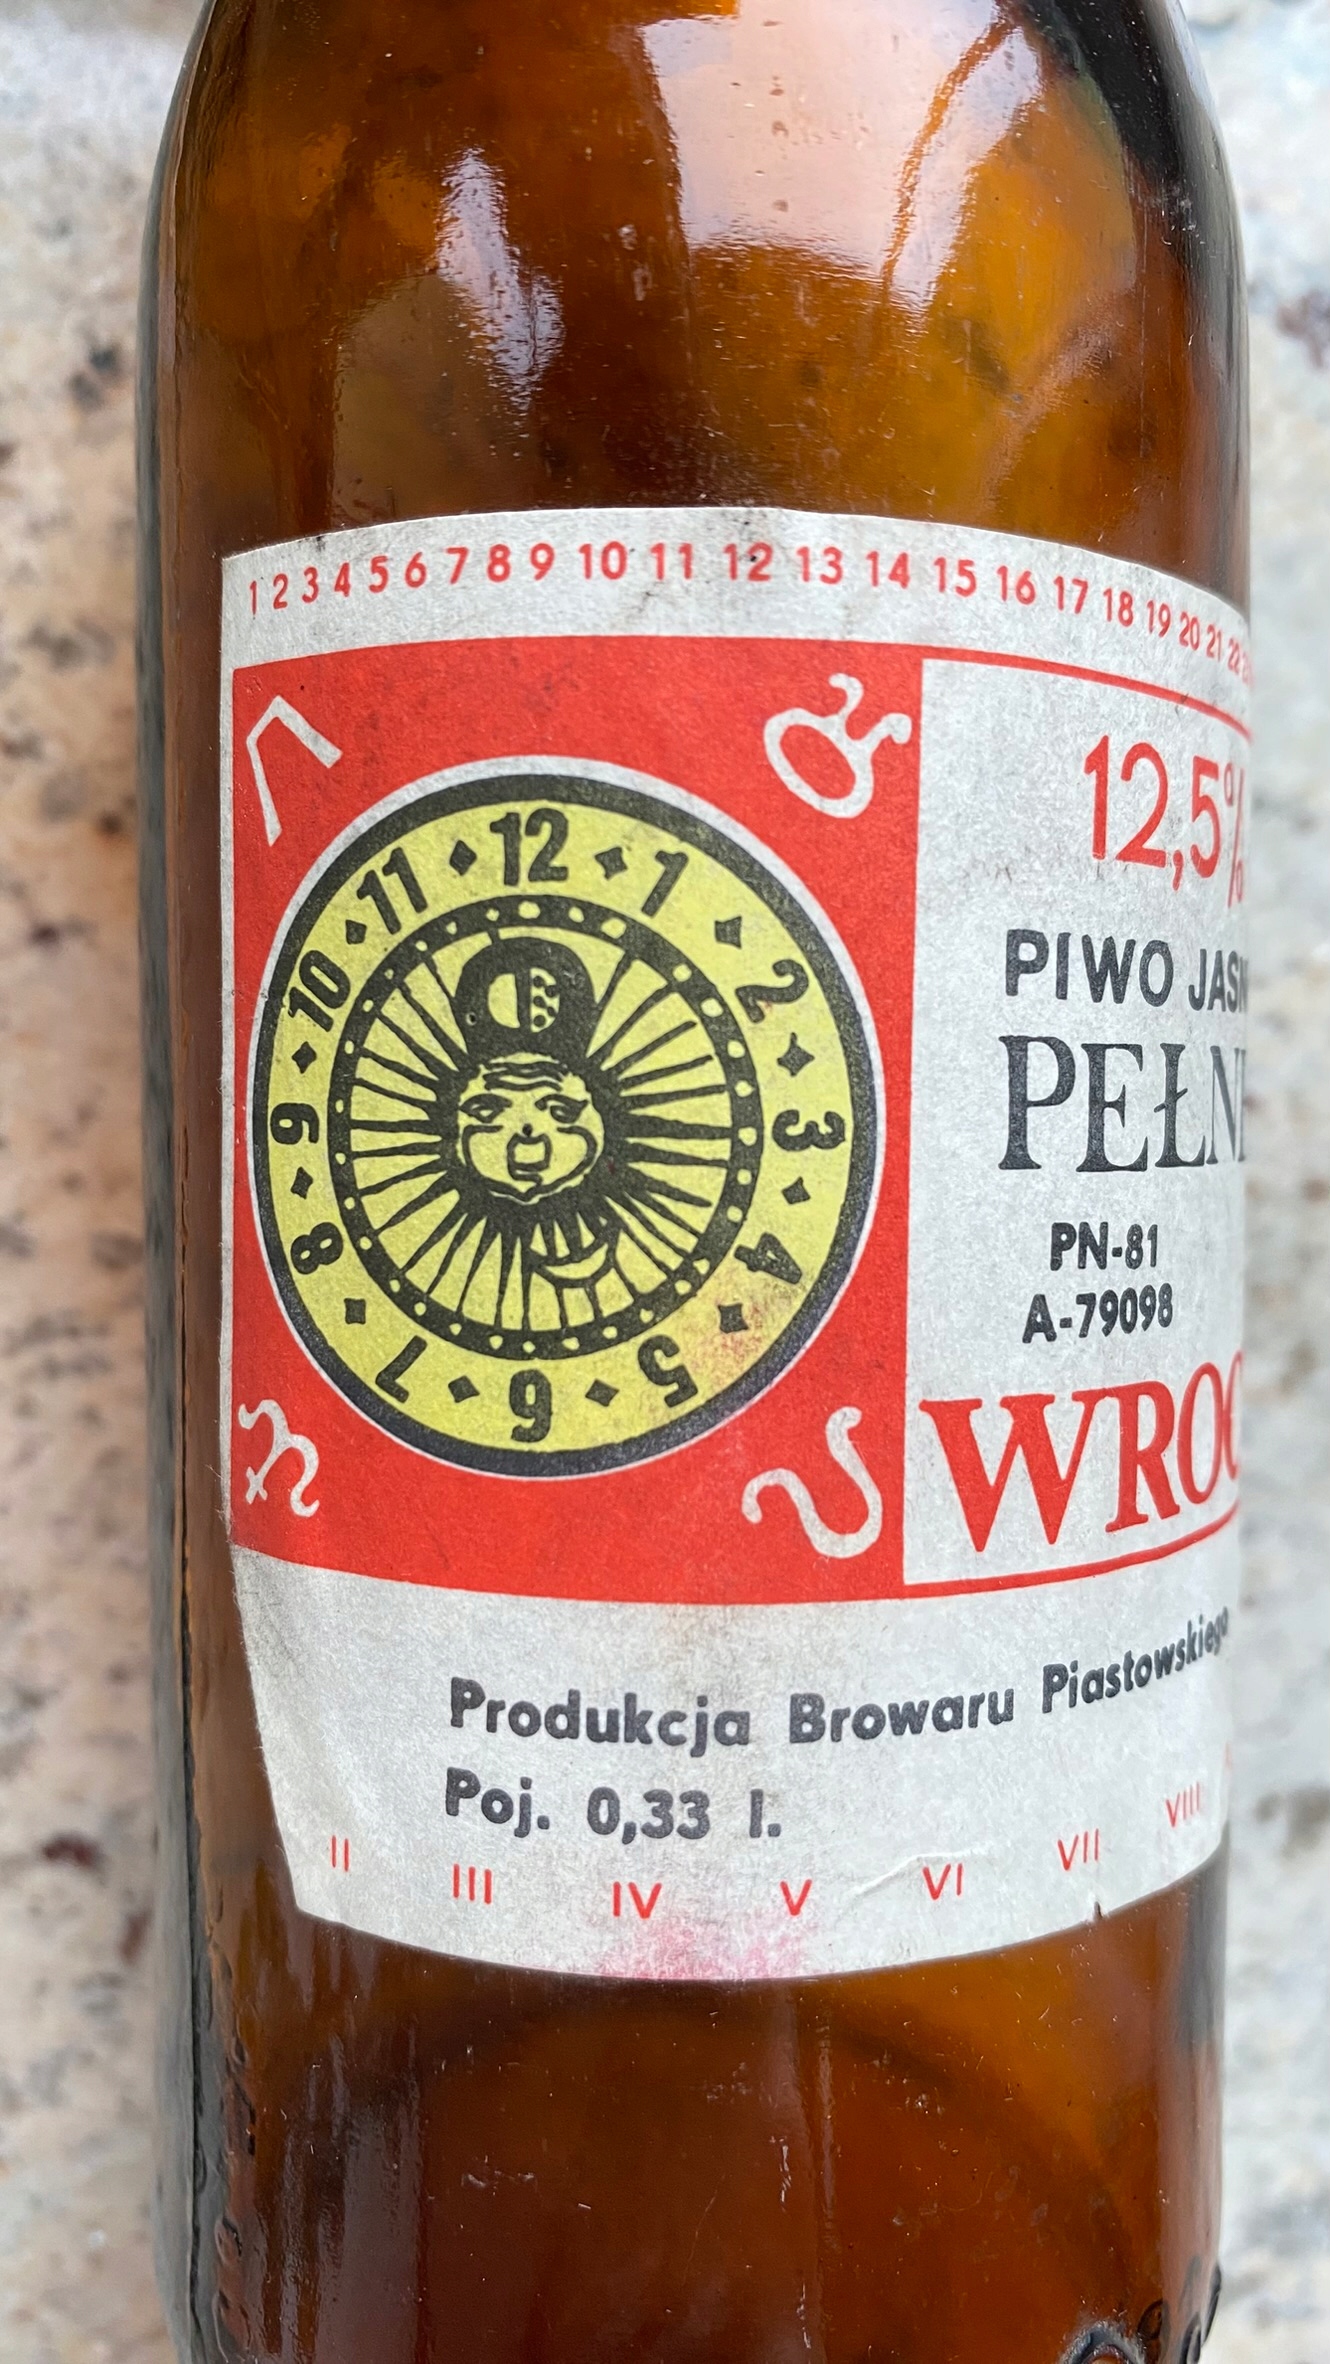 1 2 3 4 5 6 7 8 9 10 11 12 13 14 15 16 17 18 19 20 21 22
12 1 2 3 4 5 6 7 8 9 10 11
12,5%
PIWO JASN
PEŁN
PN-81
A-79098
WROC
Produkcja Browaru Piastowskiego
Poj. 0,33 l.
II III IV V VI VII VIII